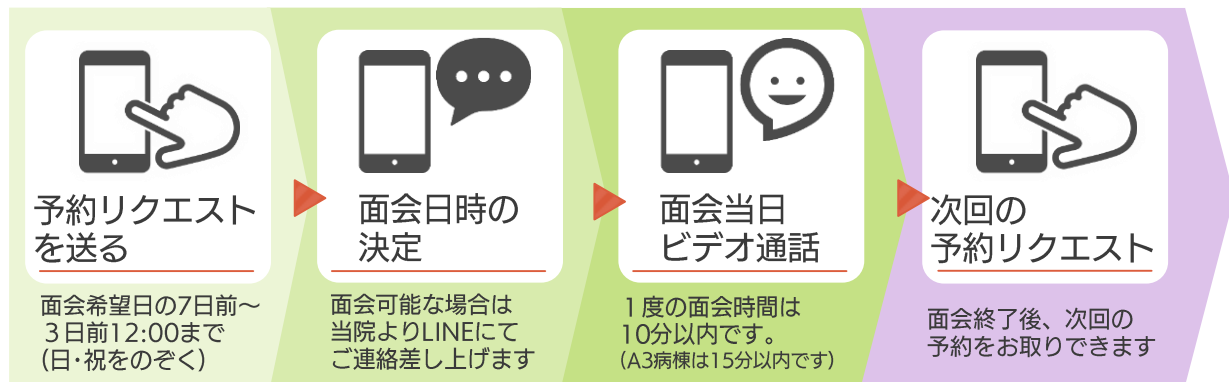 予約リクエスト
を送る
面会希望日の7日前～
３日前12:00まで
(日･祝をのぞく)
面会日時の
決定
面会可能な場合は
当院よりLINEにて
ご連絡差し上げます
面会当日
ビデオ通話
１度の面会時間は
10分以内です。
(A3病棟は15分以内です)
次回の
予約リクエスト
面会終了後、次回の
予約をお取りできます